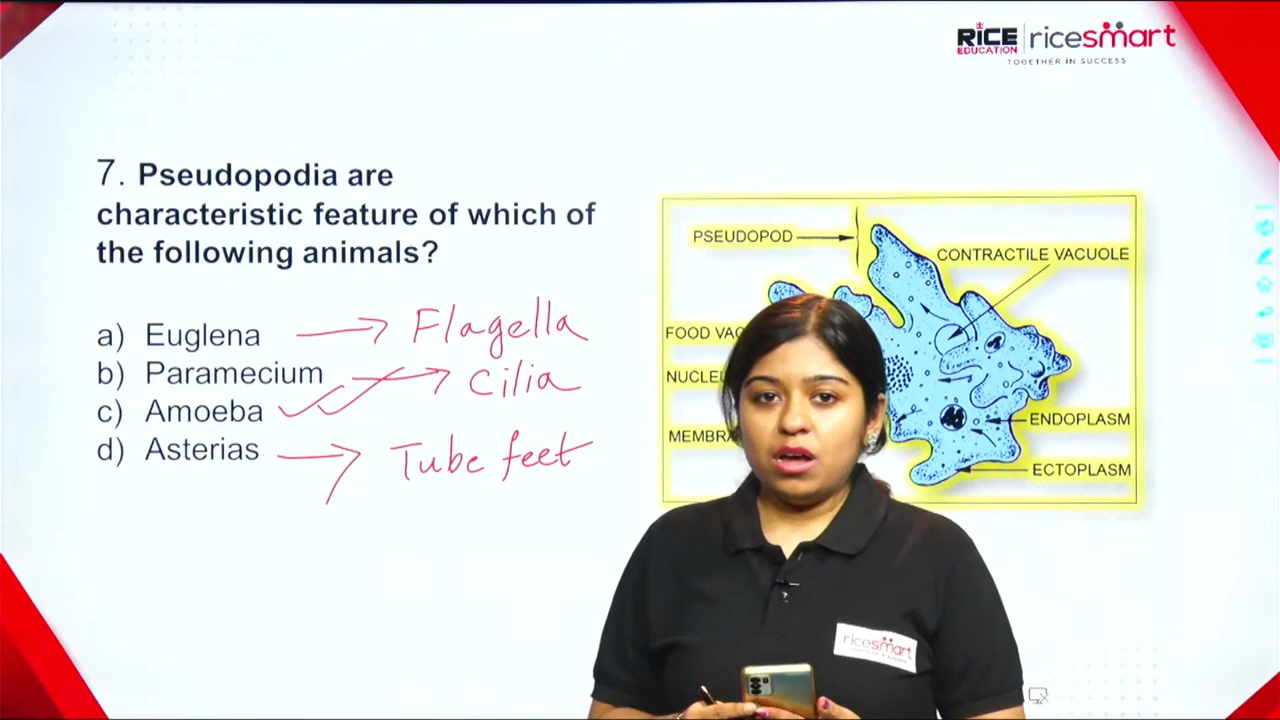 RICE
EDUCATION
ricesmart
TOGETHER IN SUCCESS
7. Pseudopodia are
characteristic feature of which of
the following animals?
a) Euglena → Flagella
b) Paramecium → Cilia
c) Amoeba
d) Asterias → Tube feet
PSEUDOPOD
CONTRACTILE VACUOLE
FOOD VAC
NUCLE
MEMBRA
ENDOPLASM
ECTOPLASM
ricesmart